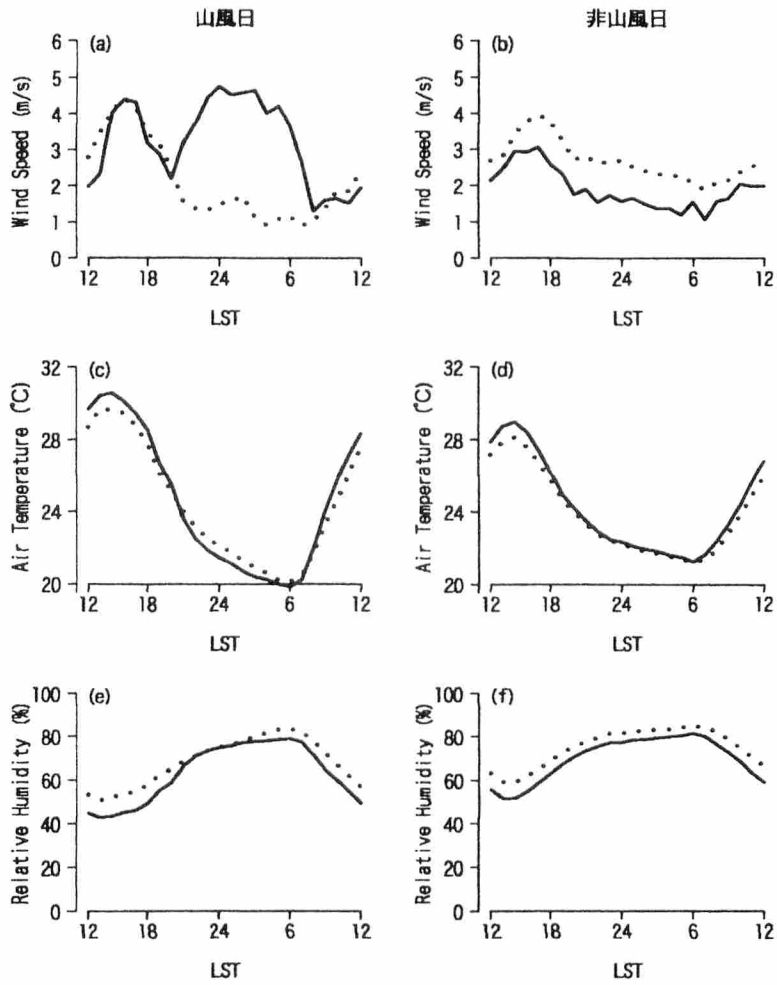 山風日
非山風日
(a)
Wind Speed (m/s)
6
5
4
3
2
1
0
12 18 24 6 12
LST
(b)
Wind Speed (m/s)
6
5
4
3
2
1
0
12 18 24 6 12
LST
(c)
Air Temperature (℃)
32
28
24
20
12 18 24 6 12
LST
(d)
Air Temperature (℃)
32
28
24
20
12 18 24 6 12
LST
(e)
Relative Humidity (%)
100
80
60
40
20
0
12 18 24 6 12
LST
(f)
Relative Humidity (%)
100
80
60
40
20
0
12 18 24 6 12
LST